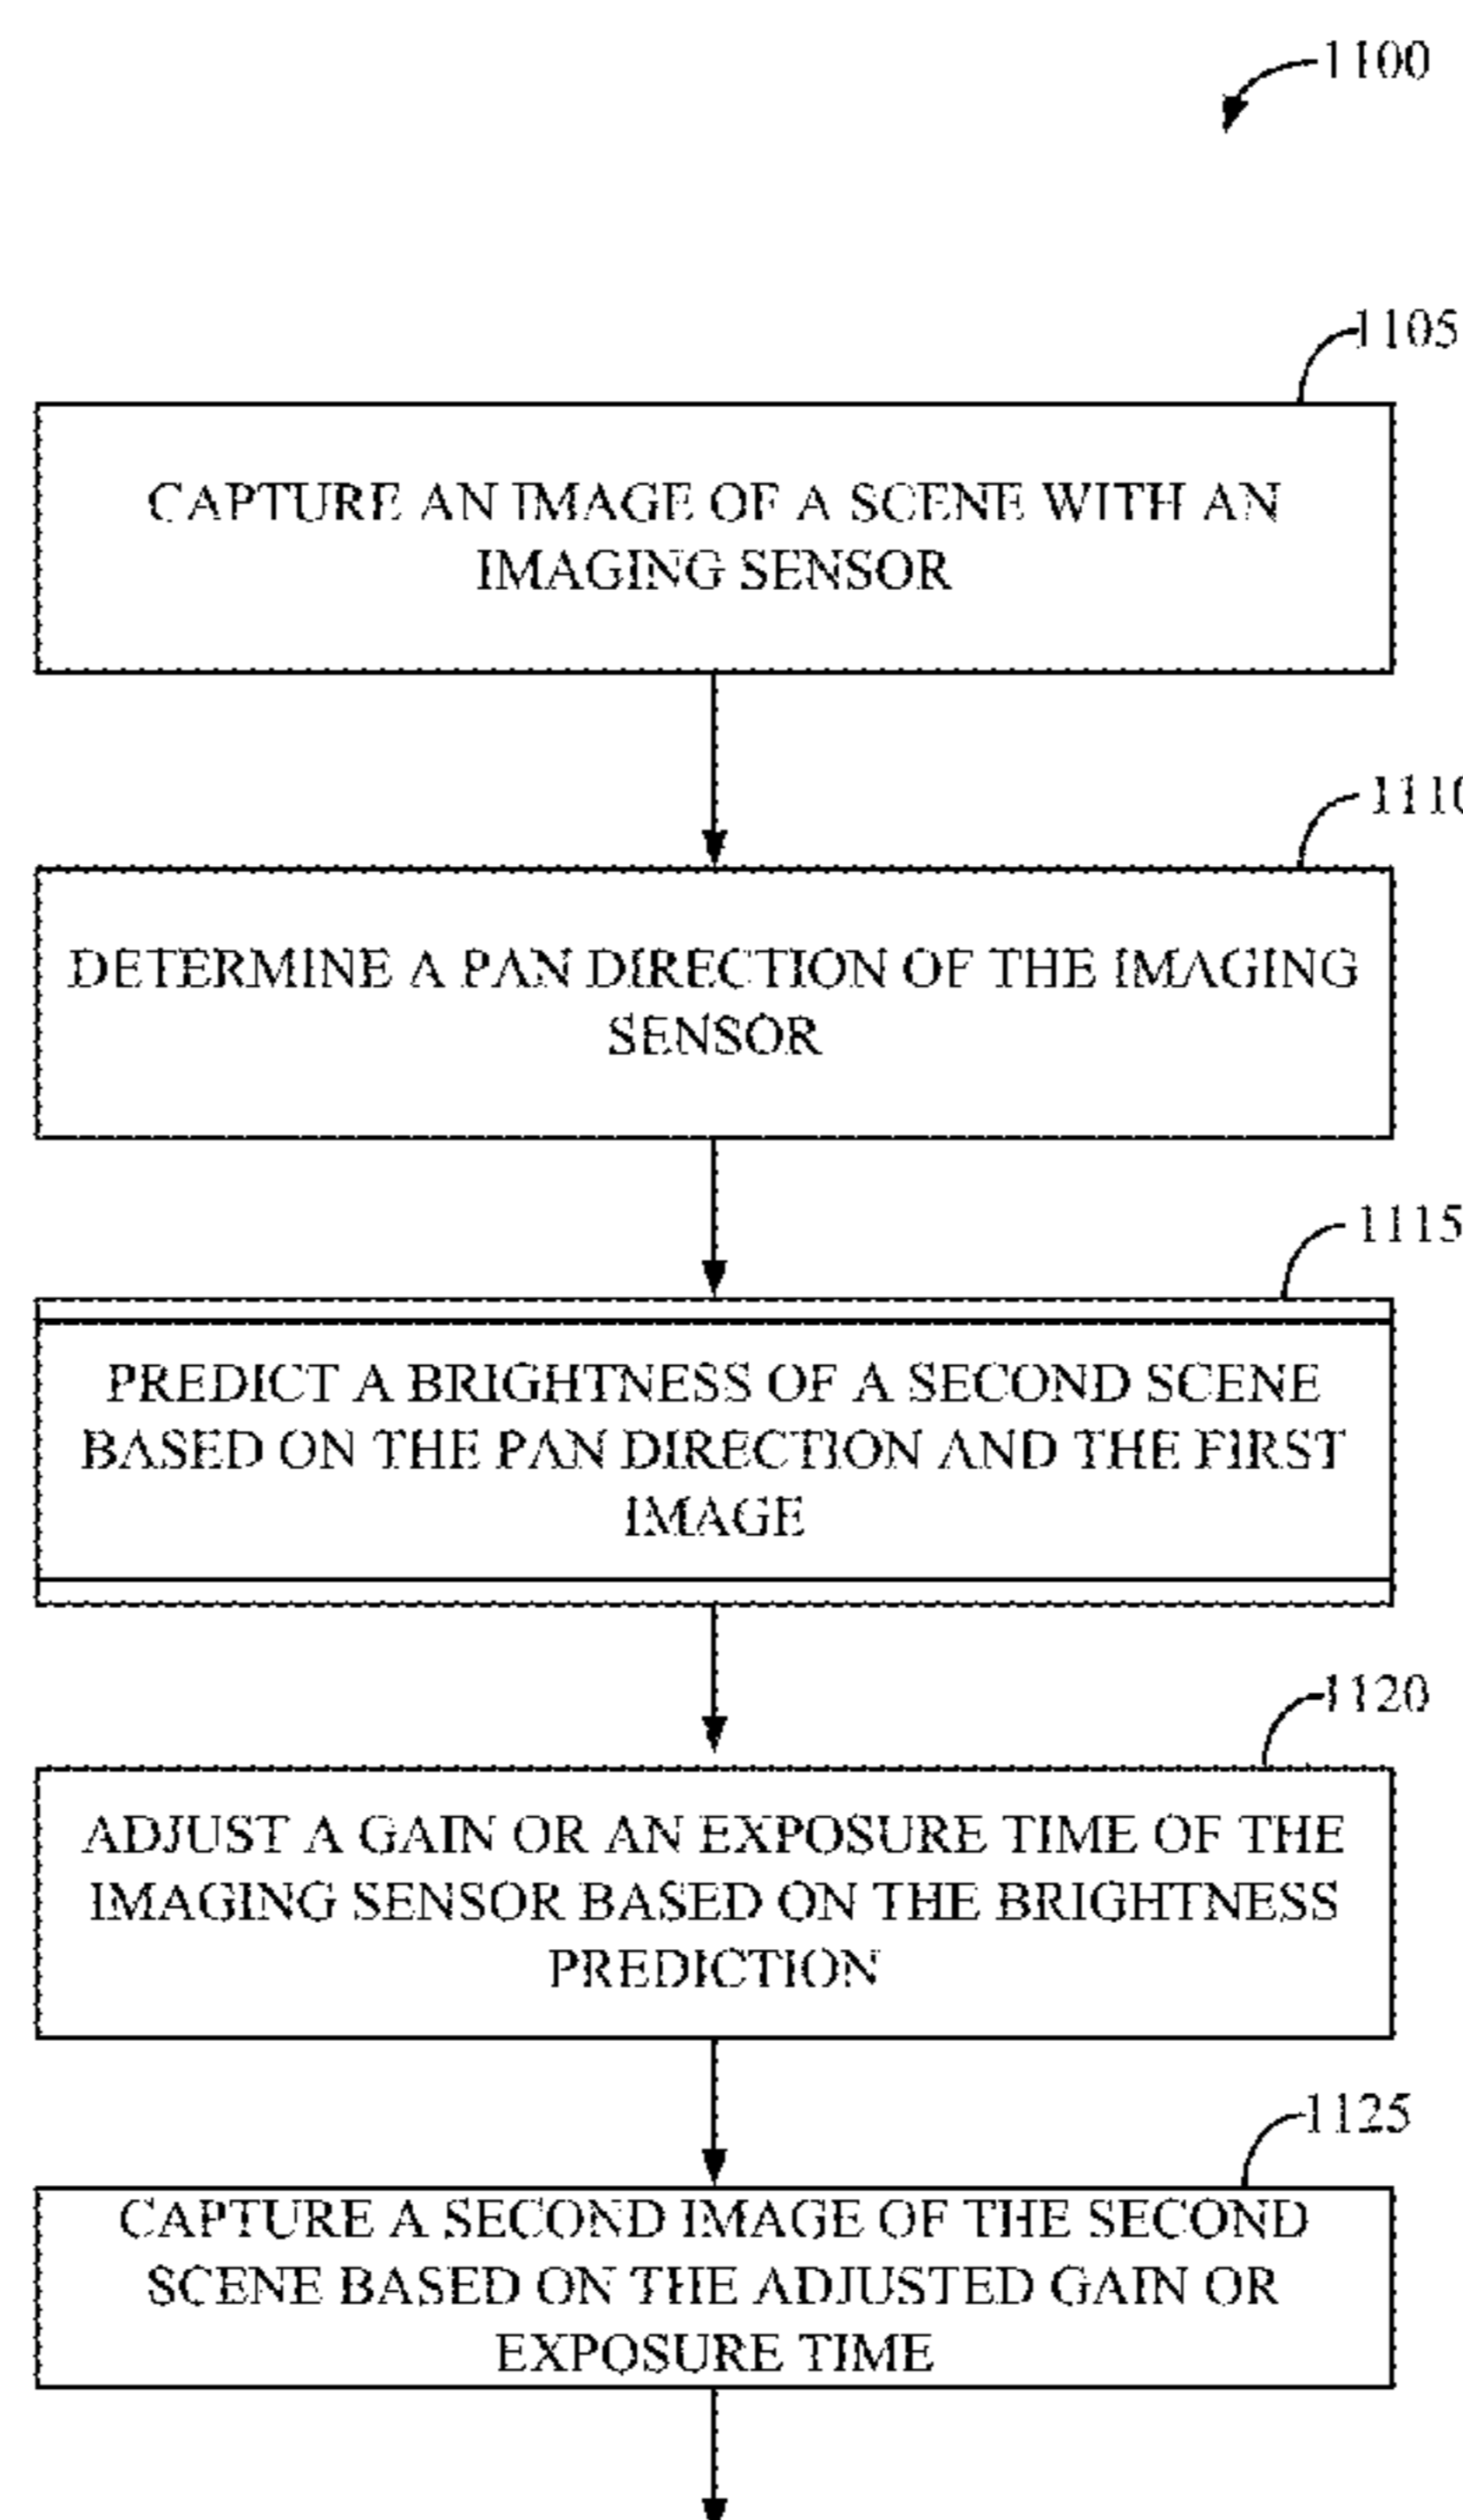 1100
1105
CAPTURE AN IMAGE OF A SCENE WITH AN
IMAGING SENSOR
1110
DETERMINE A PAN DIRECTION OF THE IMAGING
SENSOR
1115
PREDICT A BRIGHTNESS OF A SECOND SCENE
BASED ON THE PAN DIRECTION AND THE FIRST
IMAGE
1120
ADJUST A GAIN OR AN EXPOSURE TIME OF THE
IMAGING SENSOR BASED ON THE BRIGHTNESS
PREDICTION
1125
CAPTURE A SECOND IMAGE OF THE SECOND
SCENE BASED ON THE ADJUSTED GAIN OR
EXPOSURE TIME